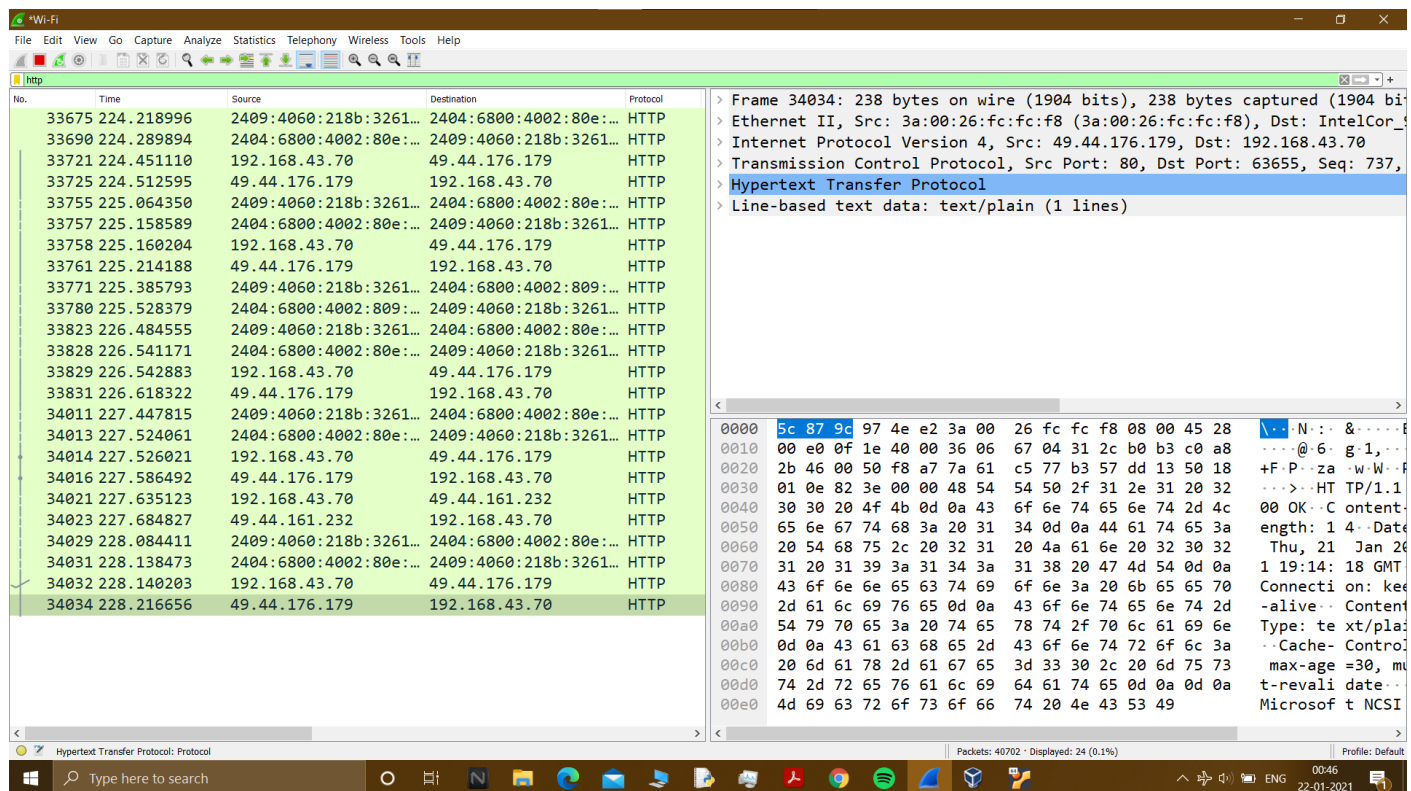 *Wi-Fi
File Edit View Go Capture Analyze Statistics Telephony Wireless Tools Help
http
No. Time Source Destination Protocol
33675 224.218996 2409:4060:218b:3261… 2404:6800:4002:80e:… HTTP
33690 224.289894 2404:6800:4002:80e:… 2409:4060:218b:3261… HTTP
33721 224.451110 192.168.43.70 49.44.176.179 HTTP
33725 224.512595 49.44.176.179 192.168.43.70 HTTP
33755 225.064350 2409:4060:218b:3261… 2404:6800:4002:80e:… HTTP
33757 225.158589 2404:6800:4002:80e:… 2409:4060:218b:3261… HTTP
33758 225.160204 192.168.43.70 49.44.176.179 HTTP
33761 225.214188 49.44.176.179 192.168.43.70 HTTP
33771 225.385793 2409:4060:218b:3261… 2404:6800:4002:809:… HTTP
33780 225.528379 2404:6800:4002:809:… 2409:4060:218b:3261… HTTP
33823 226.484555 2409:4060:218b:3261… 2404:6800:4002:80e:… HTTP
33828 226.541171 2404:6800:4002:80e:… 2409:4060:218b:3261… HTTP
33829 226.542883 192.168.43.70 49.44.176.179 HTTP
33831 226.618322 49.44.176.179 192.168.43.70 HTTP
34011 227.447815 2409:4060:218b:3261… 2404:6800:4002:80e:… HTTP
34013 227.524061 2404:6800:4002:80e:… 2409:4060:218b:3261… HTTP
34014 227.526021 192.168.43.70 49.44.176.179 HTTP
34016 227.586492 49.44.176.179 192.168.43.70 HTTP
34021 227.635123 192.168.43.70 49.44.161.232 HTTP
34023 227.684827 49.44.161.232 192.168.43.70 HTTP
34029 228.084411 2409:4060:218b:3261… 2404:6800:4002:80e:… HTTP
34031 228.138473 2404:6800:4002:80e:… 2409:4060:218b:3261… HTTP
34032 228.140203 192.168.43.70 49.44.176.179 HTTP
34034 228.216656 49.44.176.179 192.168.43.70 HTTP
Frame 34034: 238 bytes on wire (1904 bits), 238 bytes captured (1904 bi
Ethernet II, Src: 3a:00:26:fc:fc:f8 (3a:00:26:fc:fc:f8), Dst: IntelCor_9
Internet Protocol Version 4, Src: 49.44.176.179, Dst: 192.168.43.70
Transmission Control Protocol, Src Port: 80, Dst Port: 63655, Seq: 737,
Hypertext Transfer Protocol
Line-based text data: text/plain (1 lines)
0000 5c 87 9c 97 4e e2 3a 00 26 fc fc f8 08 00 45 28 \···N·:· &·····E
0010 00 e0 0f 1e 40 00 36 06 67 04 31 2c b0 b3 c0 a8 ····@·6· g·1,····
0020 2b 46 00 50 f8 a7 7a 61 c5 77 b3 57 dd 13 50 18 +F·P··za ·w·W··P
0030 01 0e 82 3e 00 00 48 54 54 50 2f 31 2e 31 20 32 ···>··HT TP/1.1
0040 30 30 20 4f 4b 0d 0a 43 6f 6e 74 65 6e 74 2d 4c 00 OK··C ontent-
0050 65 6e 67 74 68 3a 20 31 34 0d 0a 44 61 74 65 3a ength: 1 4··Date
0060 20 54 68 75 2c 20 32 31 20 4a 61 6e 20 32 30 32 Thu, 21 Jan 20
0070 31 20 31 39 3a 31 34 3a 31 38 20 47 4d 54 0d 0a 1 19:14: 18 GMT·
0080 43 6f 6e 6e 65 63 74 69 6f 6e 3a 20 6b 65 65 70 Connecti on: kee
0090 2d 61 6c 69 76 65 0d 0a 43 6f 6e 74 65 6e 74 2d -alive·· Content
00a0 54 79 70 65 3a 20 74 65 78 74 2f 70 6c 61 69 6e Type: te xt/plai
00b0 0d 0a 43 61 63 68 65 2d 43 6f 6e 74 72 6f 6c 3a ··Cache- Control
00c0 20 6d 61 78 2d 61 67 65 3d 33 30 2c 20 6d 75 73 max-age =30, mu
00d0 74 2d 72 65 76 61 6c 69 64 61 74 65 0d 0a 0d 0a t-revali date···
00e0 4d 69 63 72 6f 73 6f 66 74 20 4e 43 53 49 Microsof t NCSI
Hypertext Transfer Protocol: Protocol
Packets: 40702 · Displayed: 24 (0.1%)
Profile: Default
Type here to search
ENG
00:46
22-01-2021